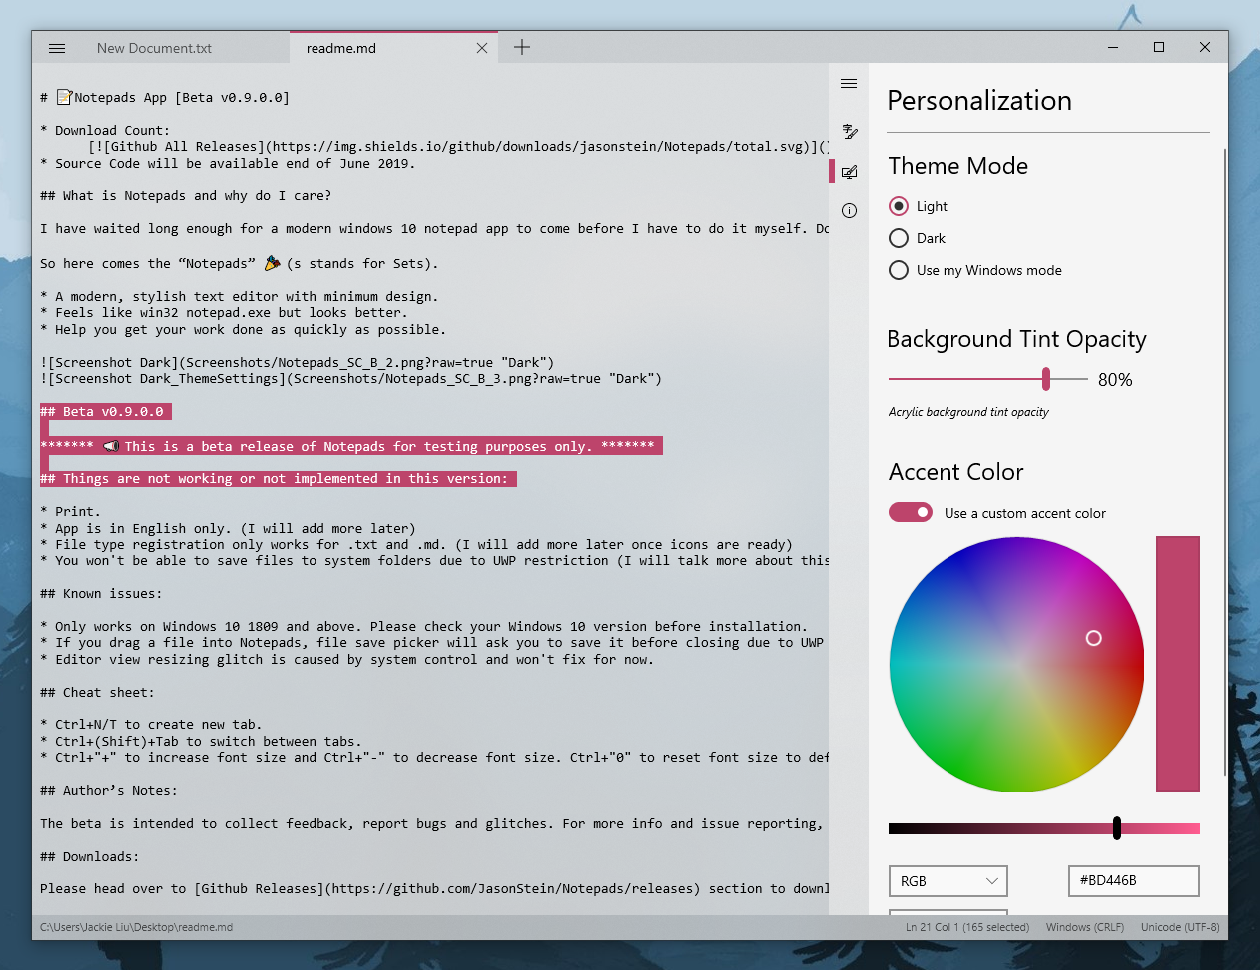 New Document.txt
readme.md
# 📝Notepads App [Beta v0.9.0.0]
* Download Count:
[![Github All Releases](https://img.shields.io/github/downloads/jasonstein/Notepads/total.svg)]()
* Source Code will be available end of June 2019.
## What is Notepads and why do I care?
I have waited long enough for a modern windows 10 notepad app to come before I have to do it myself. Do
So here comes the “Notepads” 🎉 (s stands for Sets).
* A modern, stylish text editor with minimum design.
* Feels like win32 notepad.exe but looks better.
* Help you get your work done as quickly as possible.
![Screenshot Dark](Screenshots/Notepads_SC_B_2.png?raw=true "Dark")
![Screenshot Dark_ThemeSettings](Screenshots/Notepads_SC_B_3.png?raw=true "Dark")
## Beta v0.9.0.0
******* 📢 This is a beta release of Notepads for testing purposes only. *******
## Things are not working or not implemented in this version:
* Print.
* App is in English only. (I will add more later)
* File type registration only works for .txt and .md. (I will add more later once icons are ready)
* You won't be able to save files to system folders due to UWP restriction (I will talk more about this
## Known issues:
* Only works on Windows 10 1809 and above. Please check your Windows 10 version before installation.
* If you drag a file into Notepads, file save picker will ask you to save it before closing due to UWP
* Editor view resizing glitch is caused by system control and won't fix for now.
## Cheat sheet:
* Ctrl+N/T to create new tab.
* Ctrl+(Shift)+Tab to switch between tabs.
* Ctrl+"+" to increase font size and Ctrl+"-" to decrease font size. Ctrl+"0" to reset font size to def
## Author’s Notes:
The beta is intended to collect feedback, report bugs and glitches. For more info and issue reporting,
## Downloads:
Please head over to [Github Releases](https://github.com/JasonStein/Notepads/releases) section to downl
Personalization
Theme Mode
Light
Dark
Use my Windows mode
Background Tint Opacity
80%
Acrylic background tint opacity
Accent Color
Use a custom accent color
RGB
#BD446B
C:\Users\Jackie Liu\Desktop\readme.md
Ln 21 Col 1 (165 selected)
Windows (CRLF)
Unicode (UTF-8)